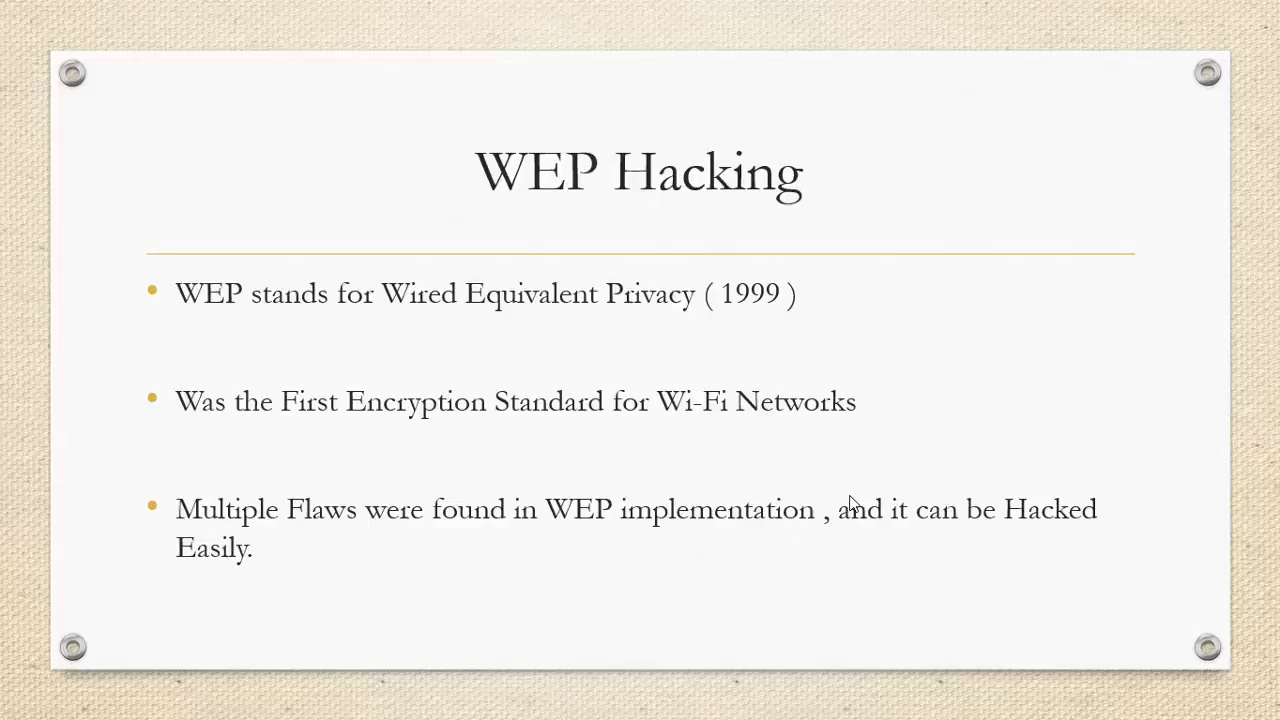 WEP Hacking
WEP stands for Wired Equivalent Privacy ( 1999 )
Was the First Encryption Standard for Wi-Fi Networks
Multiple Flaws were found in WEP implementation , and it can be Hacked
Easily.